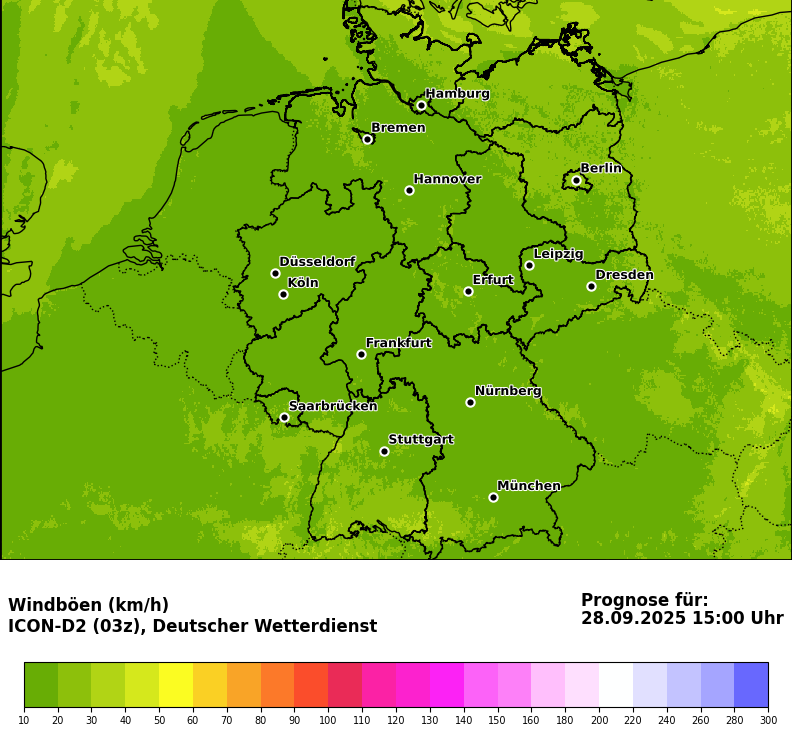 Hamburg
Bremen
Berlin
Hannover
Leipzig
Düsseldorf
Dresden
Köln
Erfurt
Frankfurt
Nürnberg
Saarbrücken
Stuttgart
München
Windböen (km/h)
ICON-D2 (03z), Deutscher Wetterdienst
Prognose für:
28.09.2025 15:00 Uhr
10 20 30 40 50 60 70 80 90 100 110 120 130 140 150 160 180 200 220 240 260 280 300